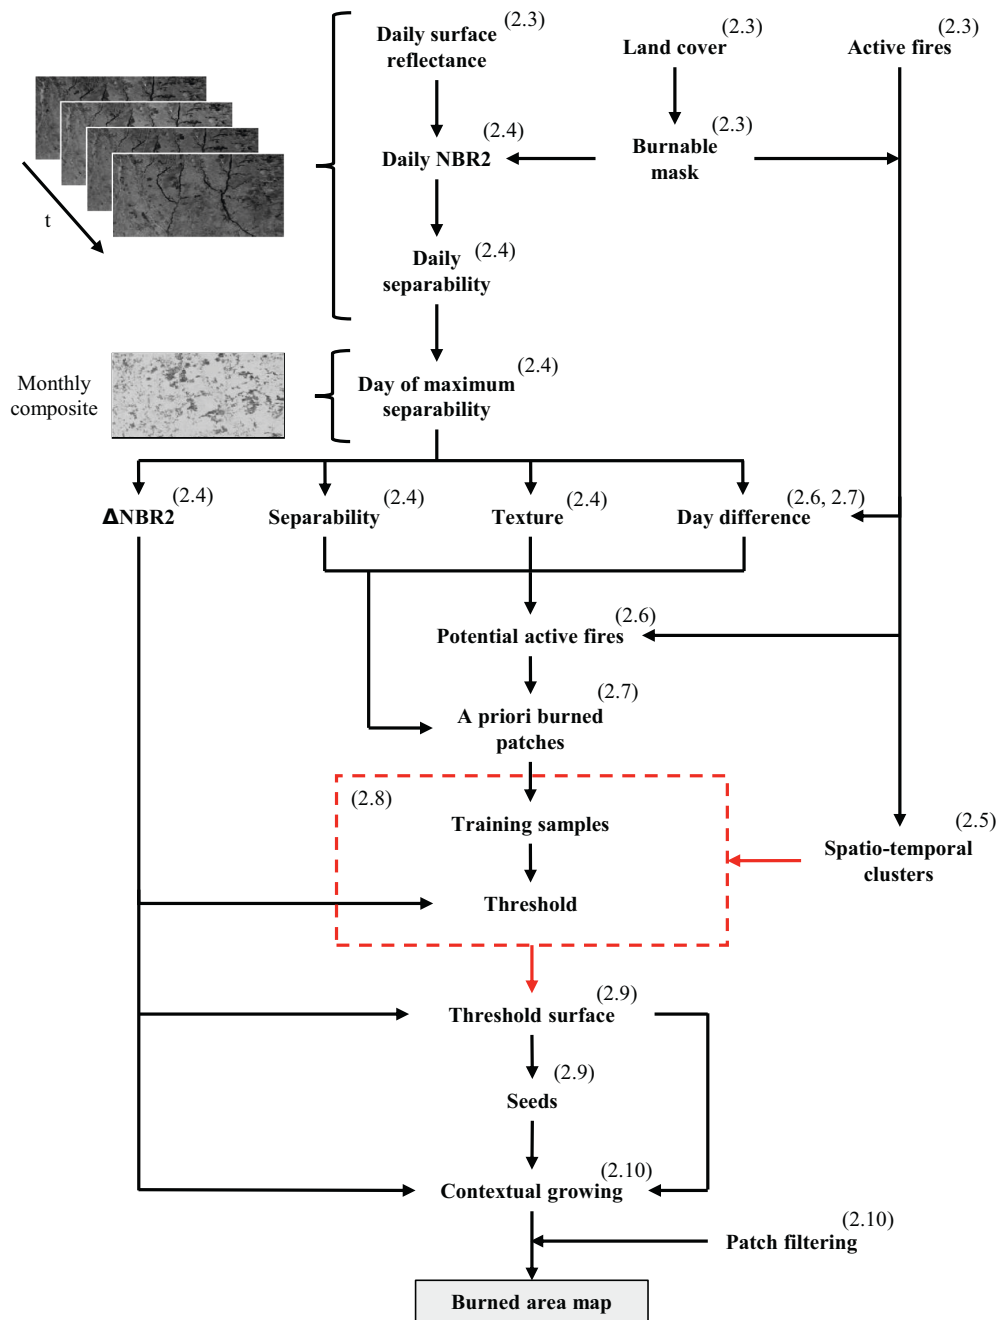 Daily surface
reflectance
(2.3)
Land cover
(2.3)
Active fires
(2.3)
Daily NBR2
(2.4)
Burnable
mask
(2.3)
t
Daily
separability
(2.4)
Monthly
composite
Day of maximum
separability
(2.4)
ΔNBR2
(2.4)
Separability
(2.4)
Texture
(2.4)
Day difference
(2.6, 2.7)
Potential active fires
(2.6)
A priori burned
patches
(2.7)
(2.8)
Training samples
Spatio-temporal
clusters
(2.5)
Threshold
Threshold surface
(2.9)
Seeds
(2.9)
Contextual growing
(2.10)
Patch filtering
(2.10)
Burned area map